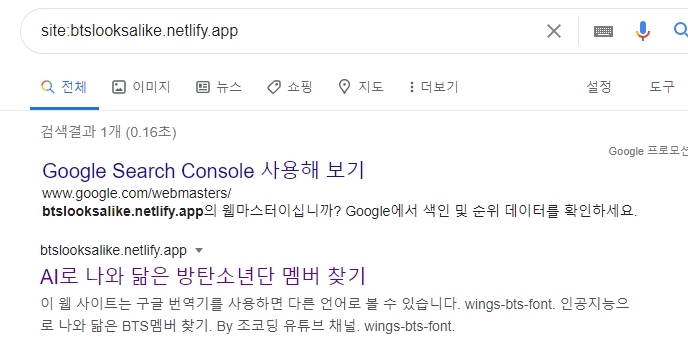 site:btslooksalike.netlify.app
전체 이미지 뉴스 쇼핑 지도 더보기 설정 도구
검색결과 1개 (0.16초)
Google 프로모션
Google Search Console 사용해 보기
www.google.com/webmasters/
btslooksalike.netlify.app의 웹마스터이십니까? Google에서 색인 및 순위 데이터를 확인하세요.
btslooksalike.netlify.app
AI로 나와 닮은 방탄소년단 멤버 찾기
이 웹 사이트는 구글 번역기를 사용하면 다른 언어로 볼 수 있습니다. wings-bts-font. 인공지능으
로 나와 닮은 BTS멤버 찾기. By 조코딩 유튜브 채널. wings-bts-font.